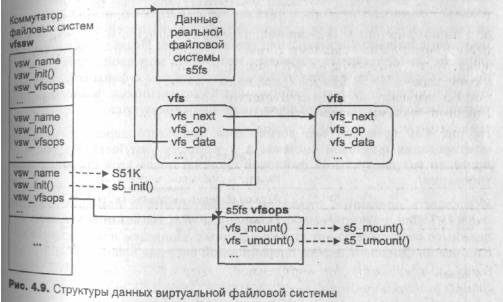 Коммутатор
файловых систем
vfssw
vsw_name
vsw_init()
vsw_vfsops
...
vsw_name
vsw_init()
vsw_vfsops
...
vsw_name
vsw_init()
vsw_vfsops
...
...
Данные
реальной
файловой
системы
s5fs
vfs
vfs_next
vfs_op
vfs_data
...
vfs
vfs_next
vfs_op
vfs_data
...
S51K
s5_init()
s5fs vfsops
vfs_mount()
vfs_umount()
...
s5_mount()
s5_umount()
Рис. 4.9. Структуры данных виртуальной файловой системы